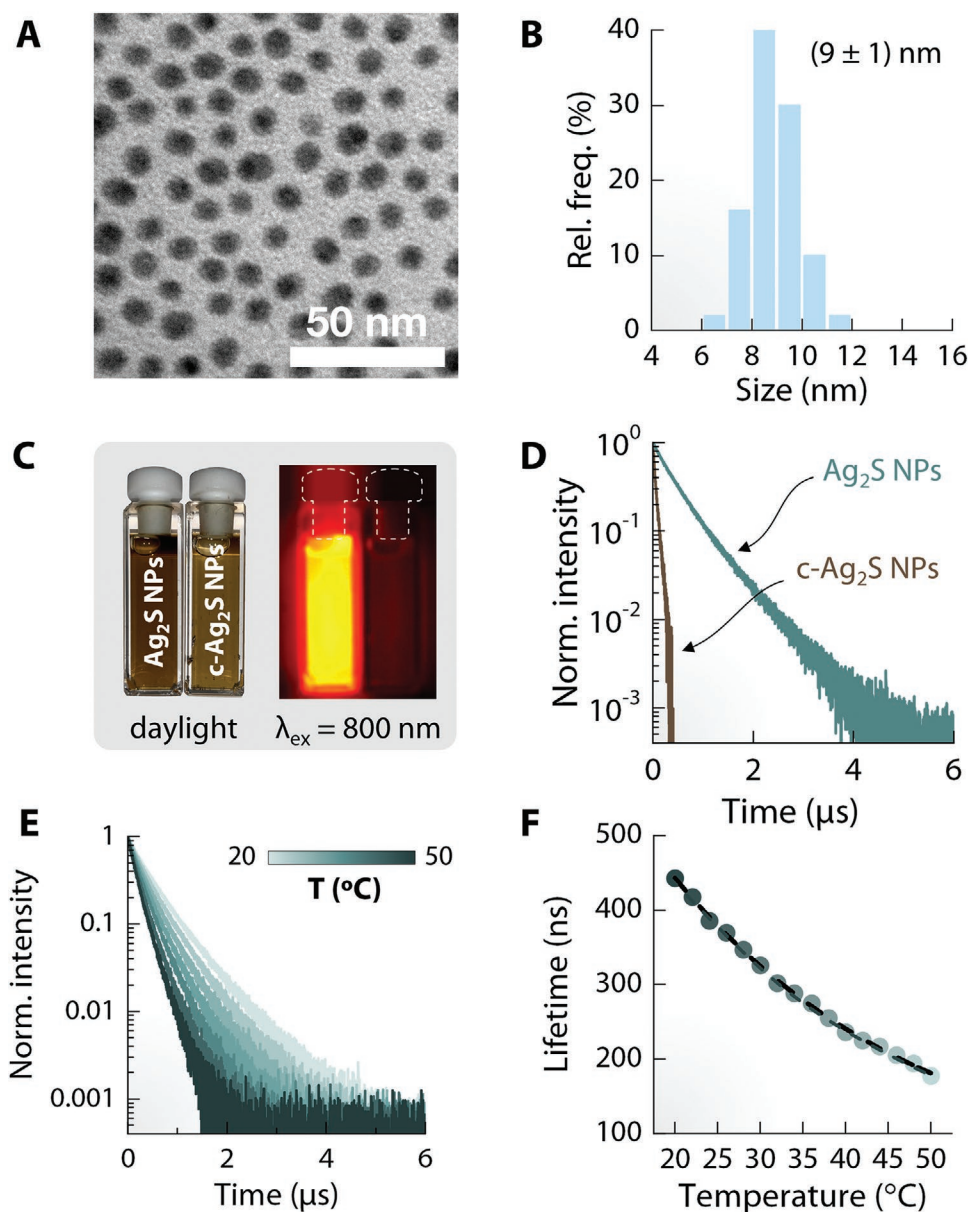 A
50 nm
B
(9 ± 1) nm
Rel. freq. (%)
40
30
20
10
0
4 6 8 10 12 14 16
Size (nm)
C
Ag₂S NPs
c-Ag₂S NPs
daylight
λex = 800 nm
D
Norm. intensity
10⁰
10⁻¹
10⁻²
10⁻³
Ag₂S NPs
c-Ag₂S NPs
0 2 4 6
Time (µs)
E
Norm. intensity
1
0.1
0.01
0.001
20 50
T (ºC)
0 2 4 6
Time (µs)
F
Lifetime (ns)
500
400
300
200
100
20 25 30 35 40 45 50
Temperature (°C)